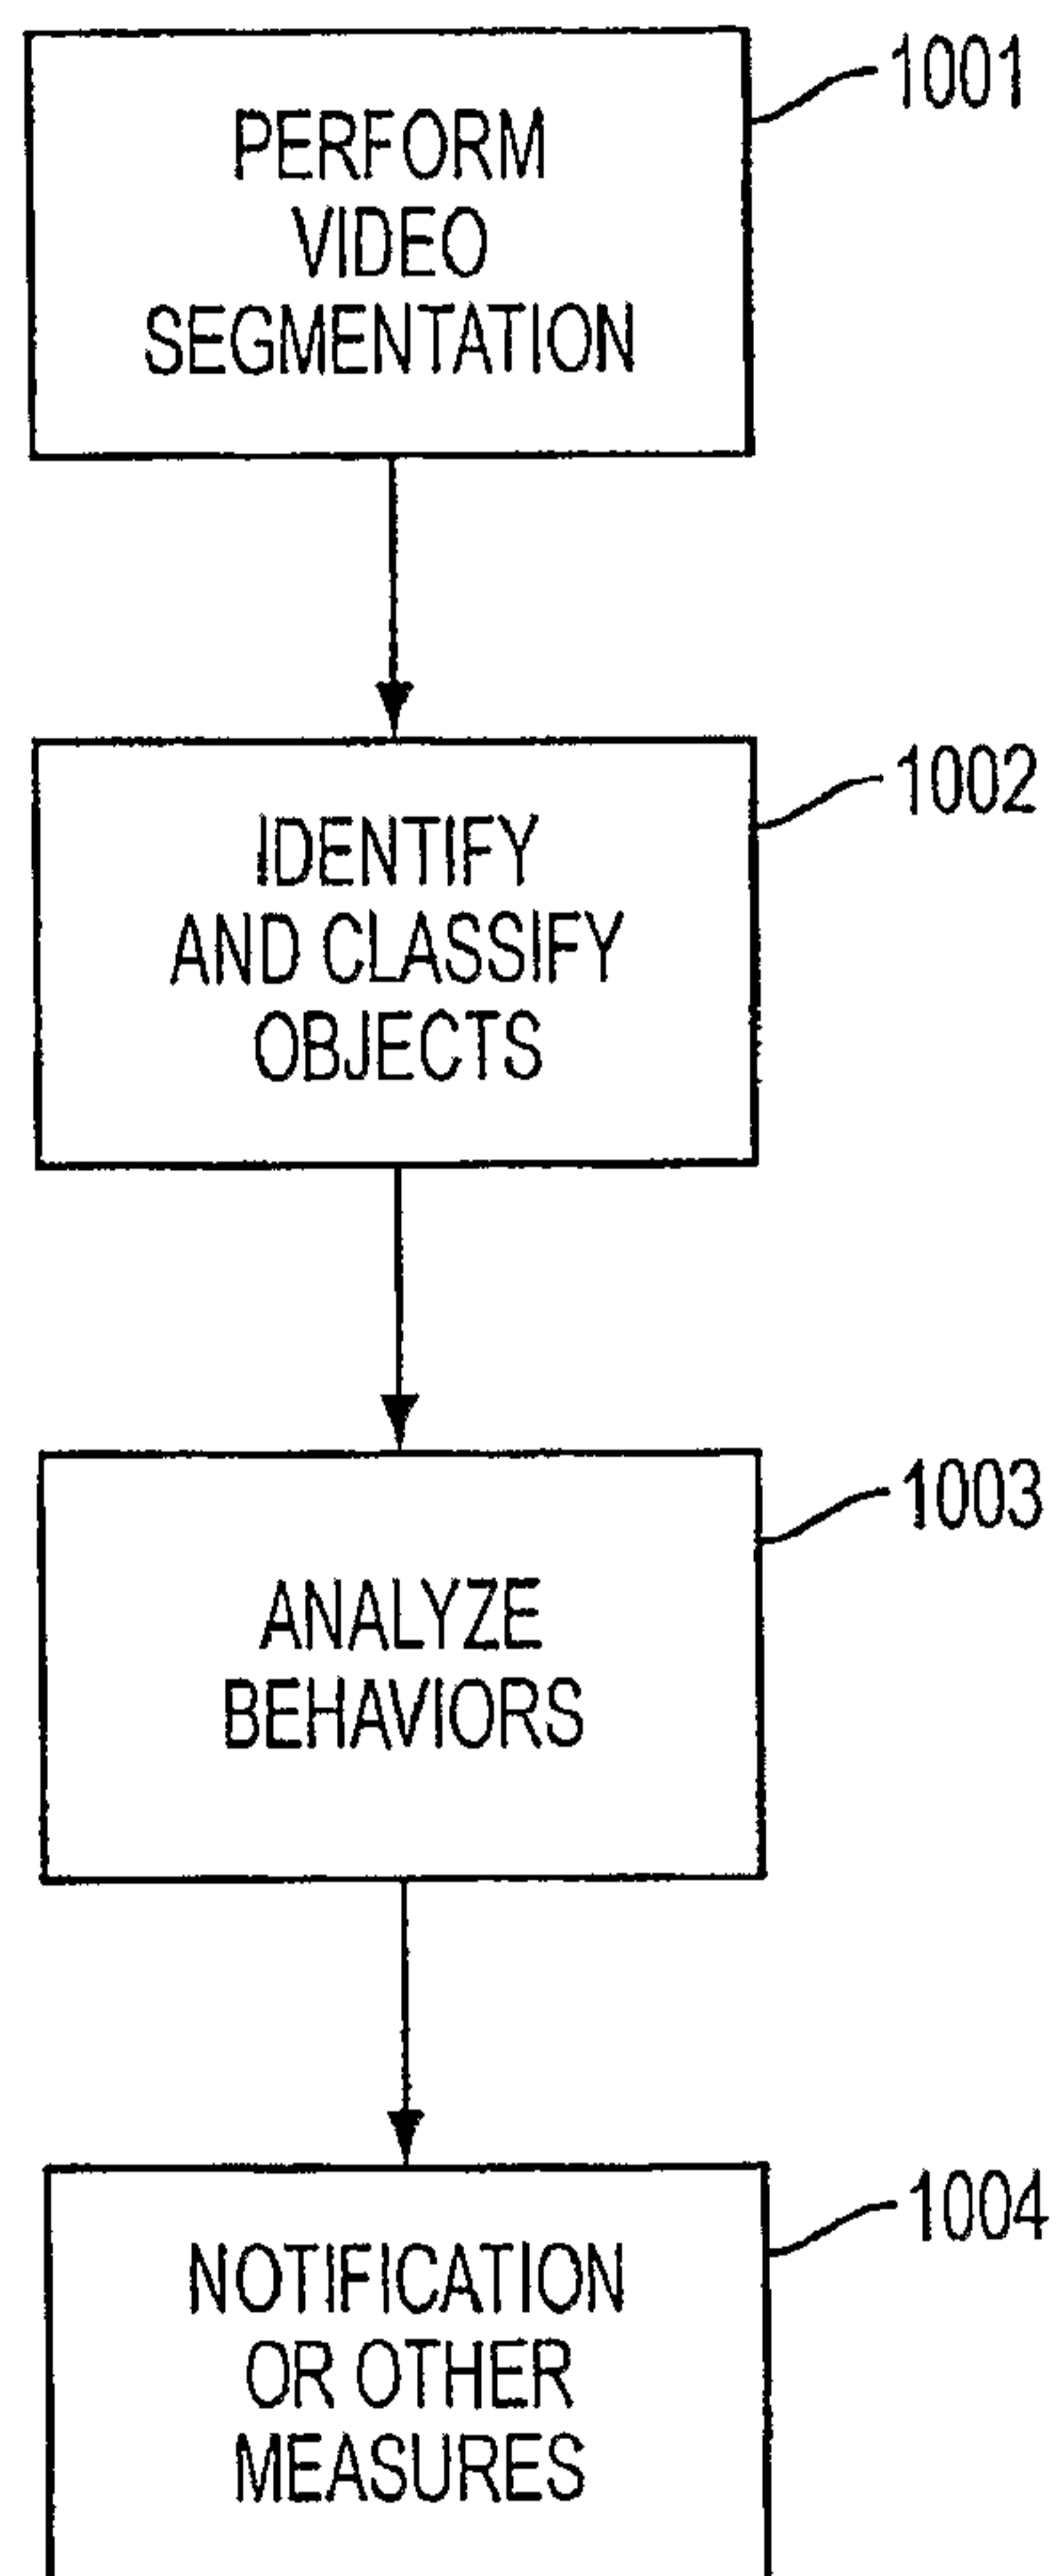 PERFORM
VIDEO
SEGMENTATION
1001
IDENTIFY
AND CLASSIFY
OBJECTS
1002
ANALYZE
BEHAVIORS
1003
NOTIFICATION
OR OTHER
MEASURES
1004